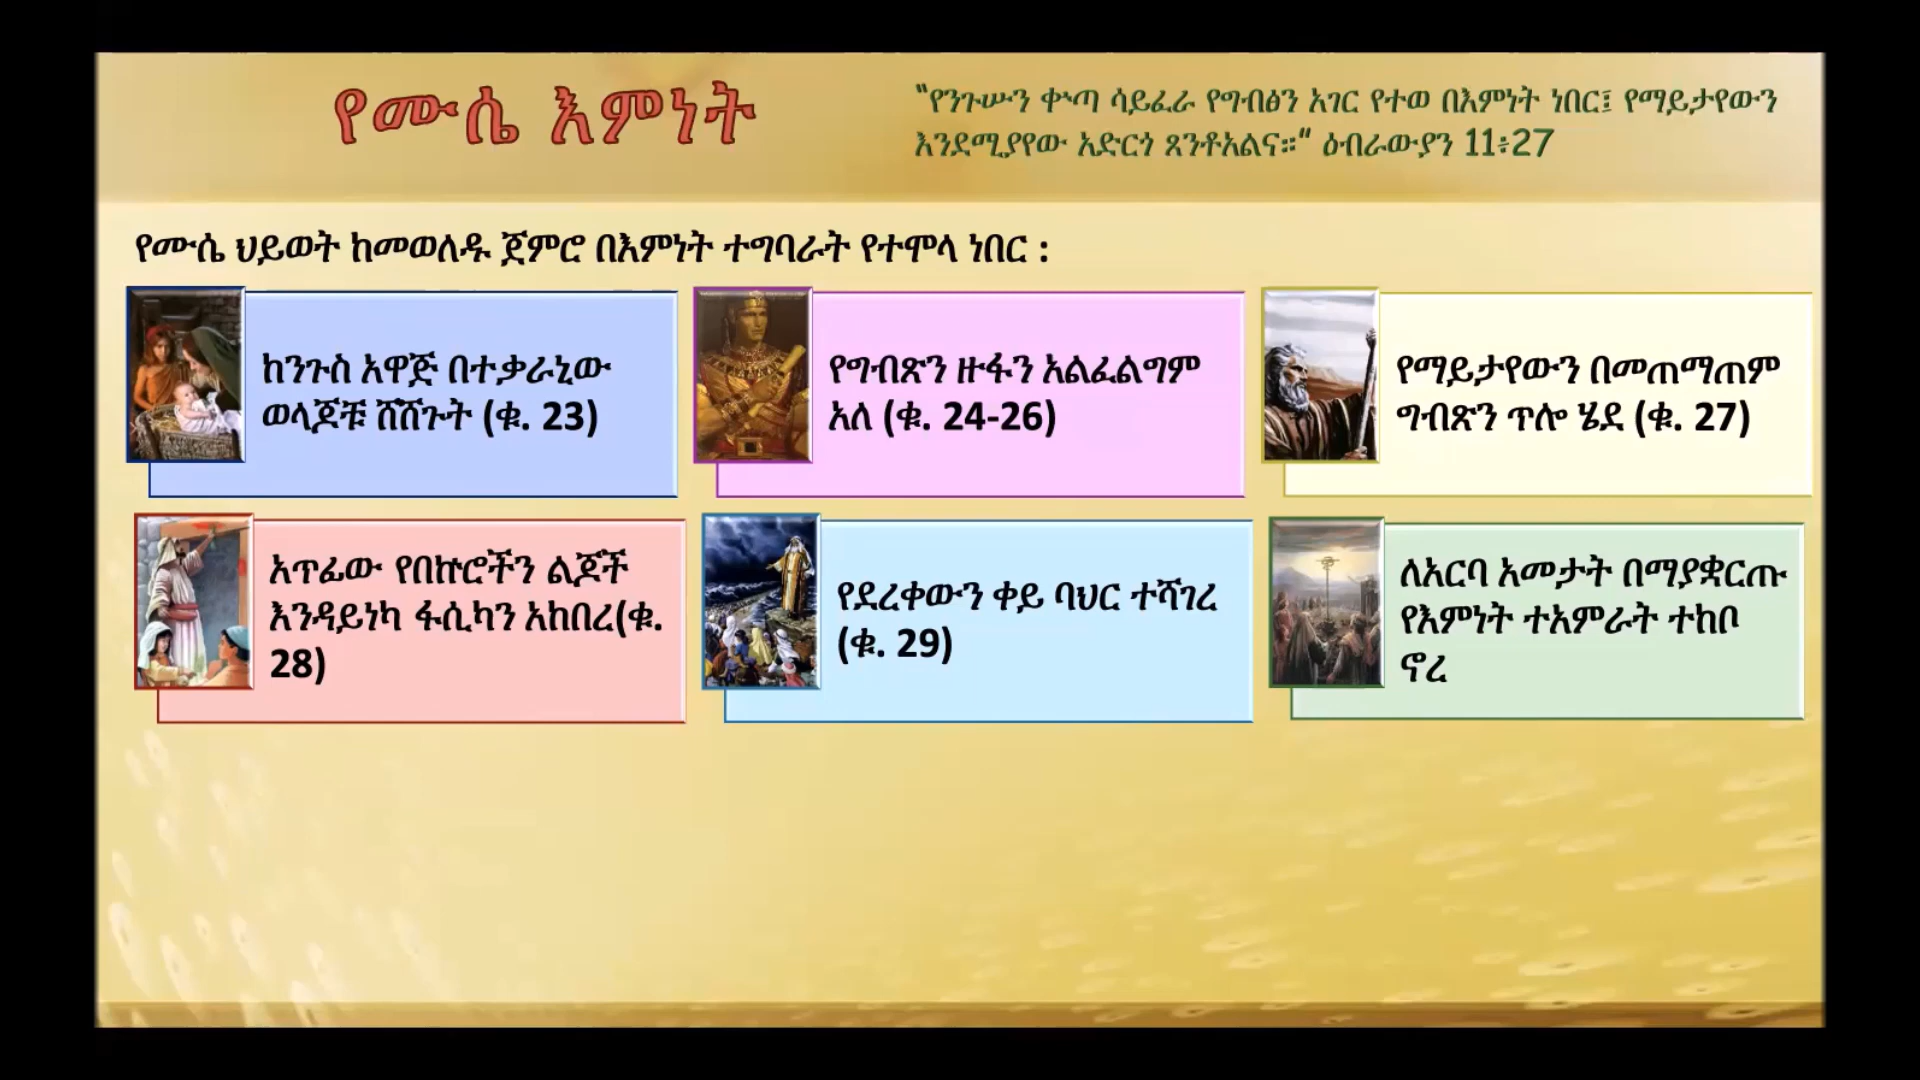 የሙሴ እምነት
"የንጉሡን ቍጣ ሳይፈራ የግብፅን አገር የተወ በእምነት ነበር፤ የማይታየውን
እንደሚያየው አድርጎ ጸንቶአልና።" ዕብራውያን 11፥27
የሙሴ ህይወት ከመወለዱ ጀምሮ በእምነት ተግባራት የተሞላ ነበር :
ከንጉስ አዋጅ በተቃራኒው
ወላጆቹ ሸሸጉት (ቁ. 23)
የግብጽን ዙፋን አልፈልግም
አለ (ቁ. 24-26)
የማይታየውን በመጠማጠም
ግብጽን ጥሎ ሄደ (ቁ. 27)
አጥፊው የበኵሮችን ልጆች
እንዳይነካ ፋሲካን አከበረ(ቁ.
28)
የደረቀውን ቀይ ባህር ተሻገረ
(ቁ. 29)
ለአርባ አመታት በማያቋርጡ
የእምነት ተአምራት ተከቦ
ኖረ